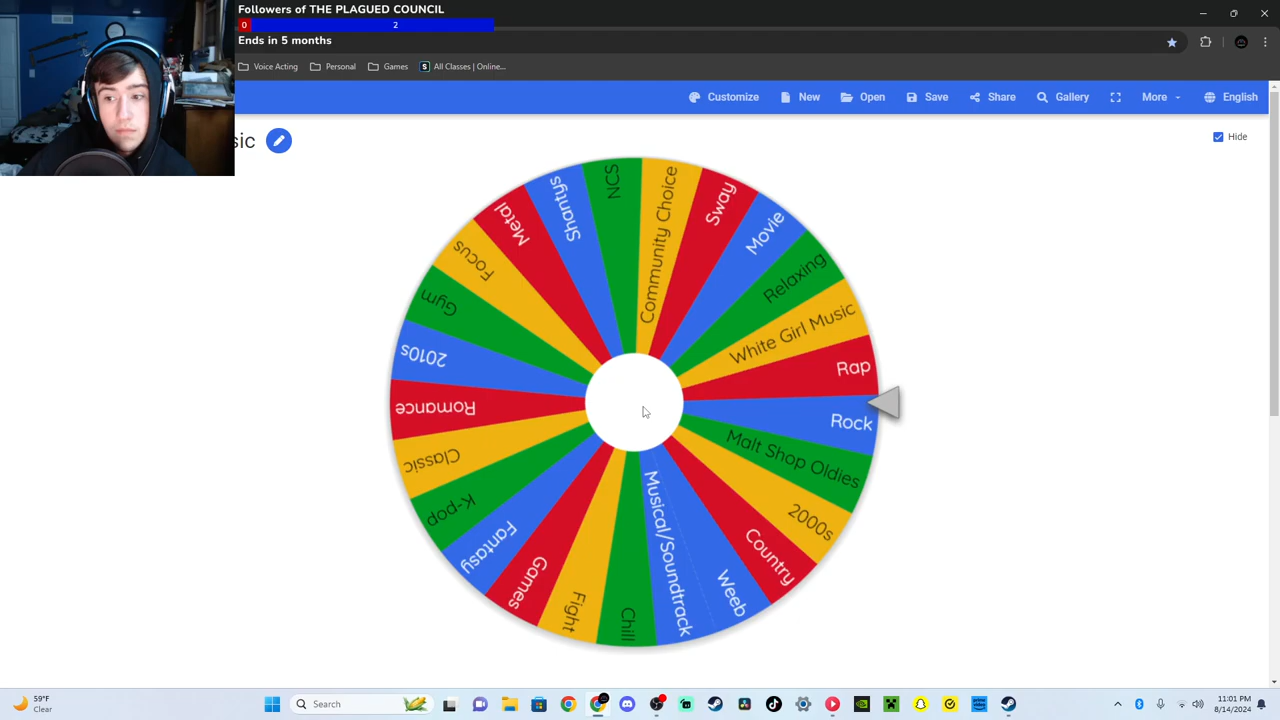 Followers of THE PLAGUED COUNCIL
0 2
Ends in 5 months
Voice Acting Personal Games S All Classes | Online...
Customize New Open Save Share Gallery More English
sic
Hide
NCS
Community Choice
Sway
Movie
Relaxing
White Girl Music
Rap
Rock
Malt Shop Oldies
2000s
Country
Weeb
Musical/Soundtrack
Chill
Fight
Games
Fantasy
K-pop
Classic
Romance
2010s
Gym
Focus
Metal
Shantys
59°F
Clear
Search
11:01 PM
8/14/2024